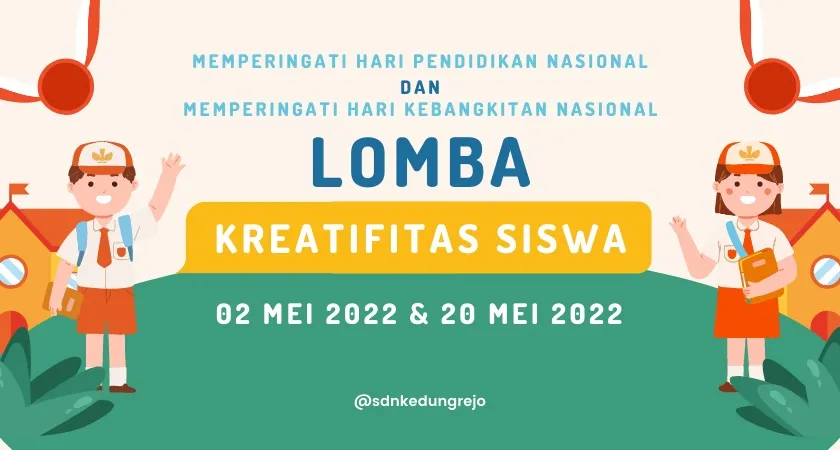 MEMPERINGATI HARI PENDIDIKAN NASIONAL
DAN
MEMPERINGATI HARI KEBANGKITAN NASIONAL
LOMBA
KREATIFITAS SISWA
02 MEI 2022 & 20 MEI 2022
@sdnkedungrejo